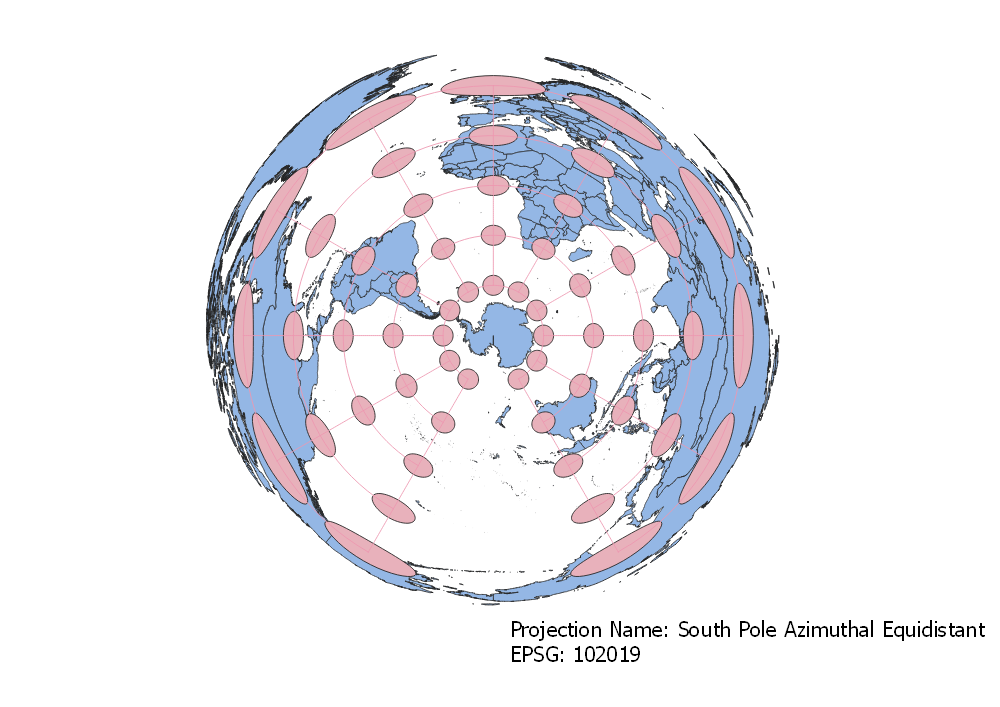 Projection Name: South Pole Azimuthal Equidistant
EPSG: 102019